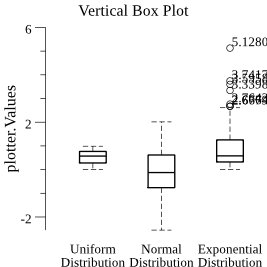 Vertical Box Plot
plotter.Values
6
2
-2
5.1280
Uniform
Distribution
Normal
Distribution
Exponential
Distribution